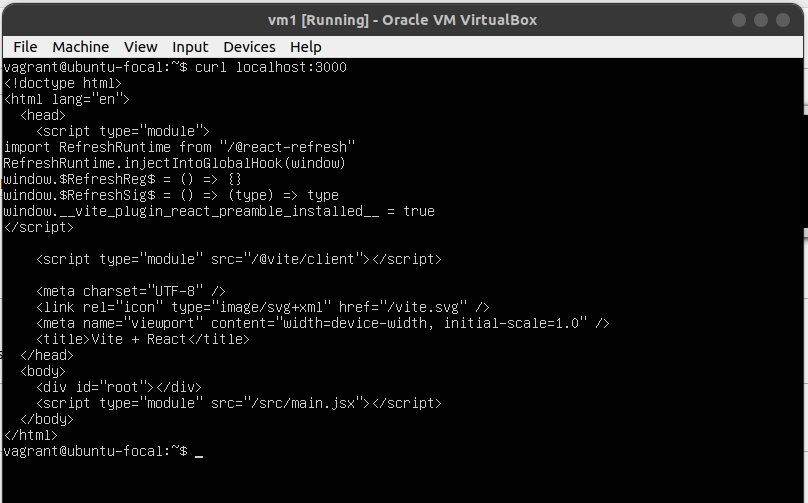 vm1 [Running] - Oracle VM VirtualBox
File Machine View Input Devices Help
vagrant@ubuntu-focal:~$ curl localhost:3000
<!doctype html>
<html lang="en">
  <head>
    <script type="module">
import RefreshRuntime from "/@react-refresh"
RefreshRuntime.injectIntoGlobalHook(window)
window.$RefreshReg$ = () => {}
window.$RefreshSig$ = () => (type) => type
window.__vite_plugin_react_preamble_installed__ = true
</script>

    <script type="module" src="/@vite/client"></script>

    <meta charset="UTF-8" />
    <link rel="icon" type="image/svg+xml" href="/vite.svg" />
    <meta name="viewport" content="width=device-width, initial-scale=1.0" />
    <title>Vite + React</title>
  </head>
  <body>
    <div id="root"></div>
    <script type="module" src="/src/main.jsx"></script>
  </body>
</html>
vagrant@ubuntu-focal:~$ _